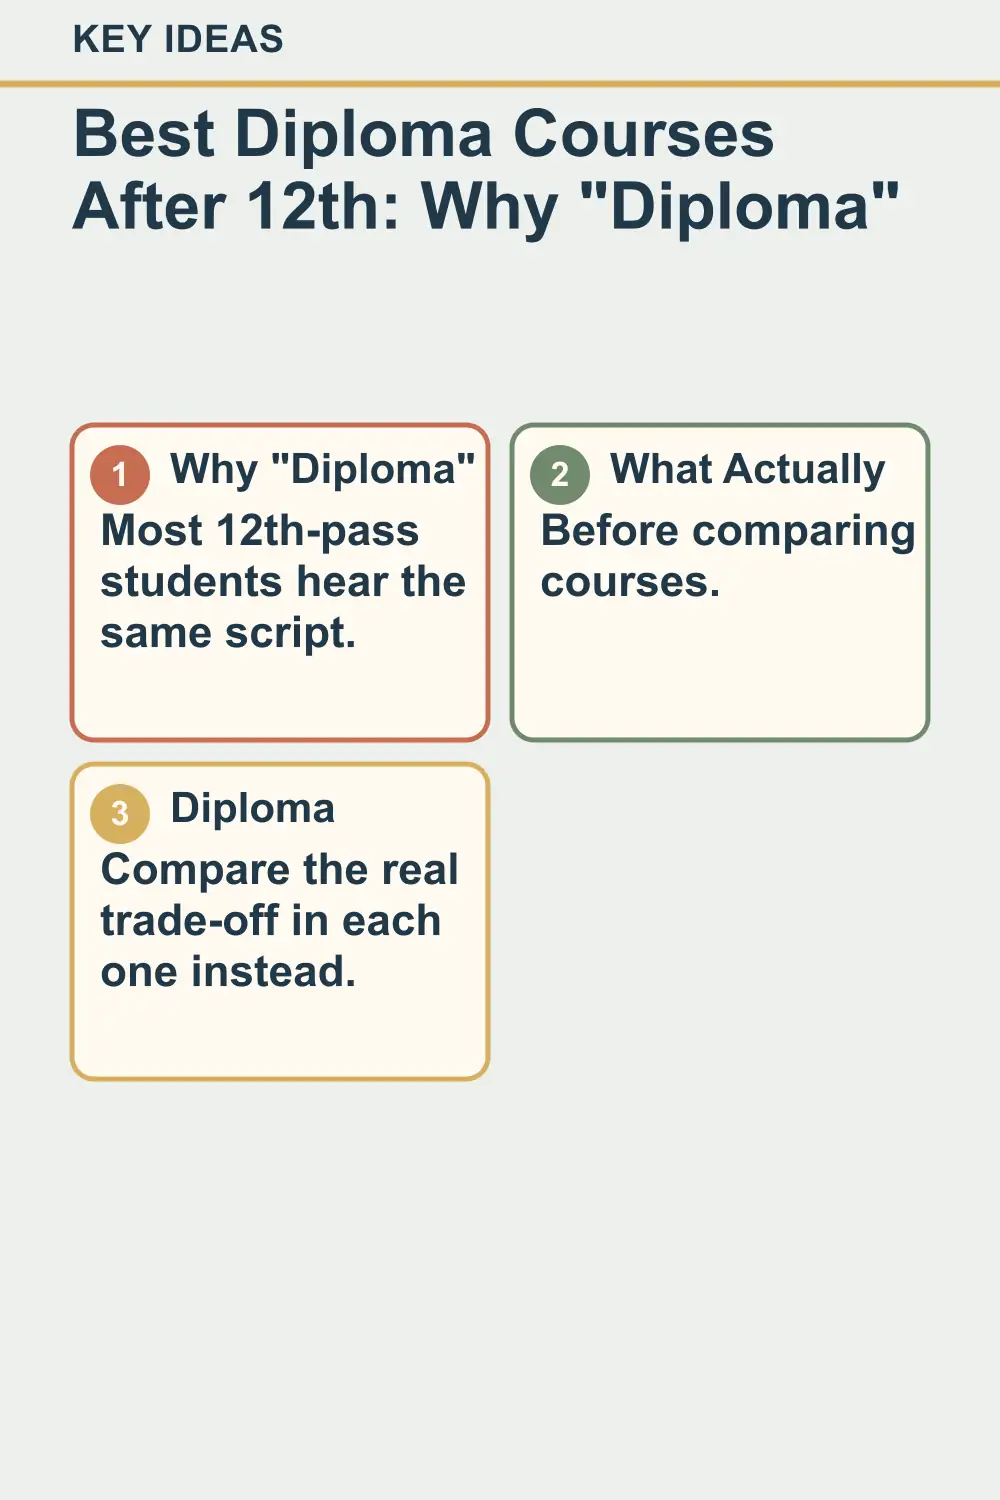 KEY IDEAS
Best Diploma Courses
After 12th: Why "Diploma"
1 Why "Diploma"
Most 12th-pass
students hear the
same script.
2 What Actually
Before comparing
courses.
3 Diploma
Compare the real
trade-off in each
one instead.